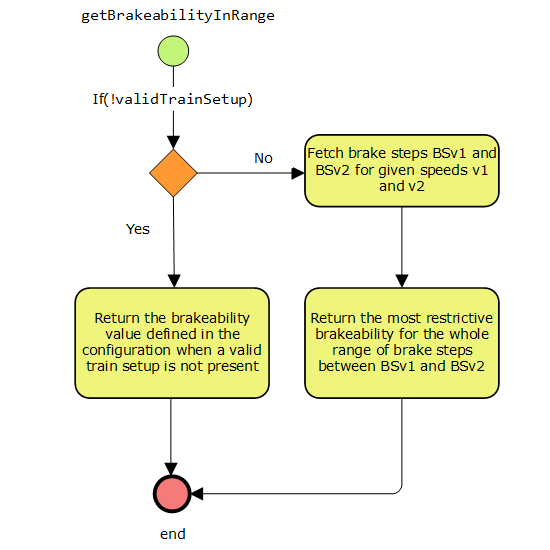 getBrakeabilityInRange
If(!validTrainSetup)
No
Fetch brake steps BSv1 and
BSv2 for given speeds v1
and v2
Yes
Return the brakeability
value defined in the
configuration when a valid
train setup is not present
Return the most restrictive
brakeability for the whole
range of brake steps
between BSv1 and BSv2
end